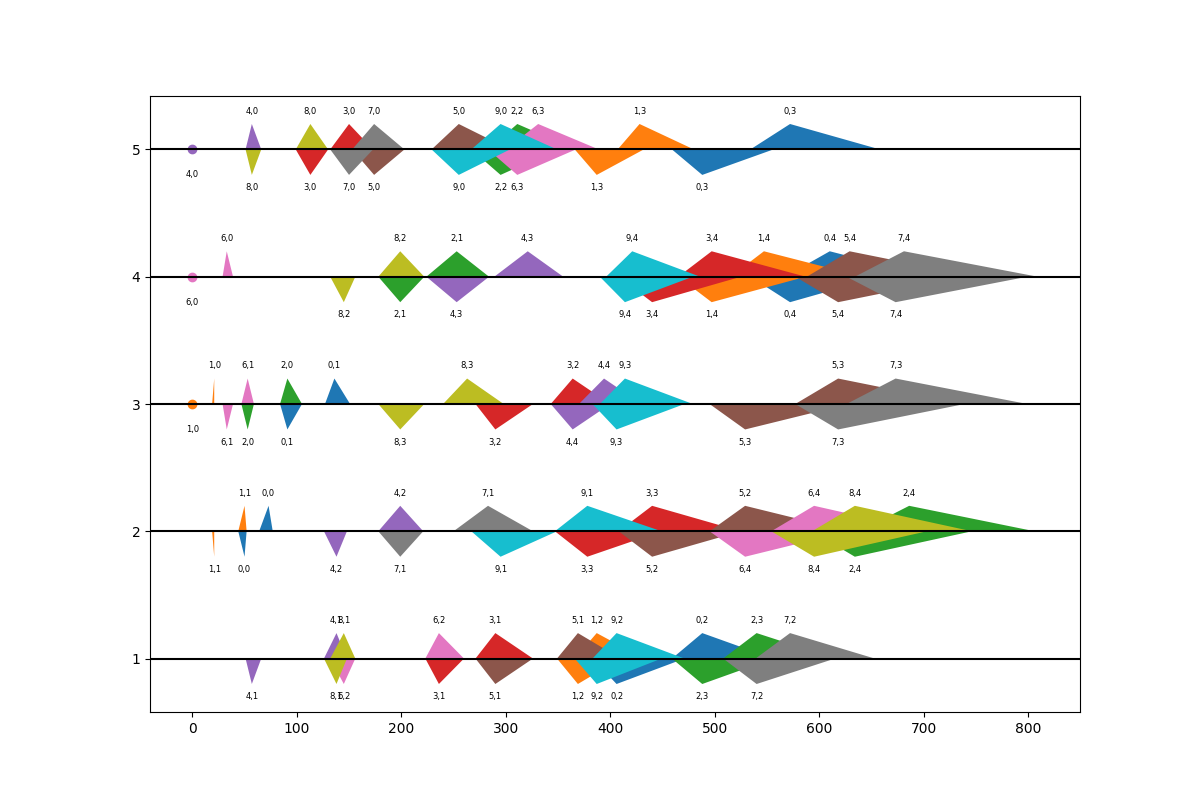 4,0 8,0 3,0 7,0 5,0 9,0 2,2 6,3 1,3 0,3
5
4,0 8,0 3,0 7,0 5,0 9,0 2,2 6,3 1,3 0,3
6,0 8,2 2,1 4,3 9,4 3,4 1,4 0,4 5,4 7,4
4
6,0 8,2 2,1 4,3 9,4 3,4 1,4 0,4 5,4 7,4
1,0 6,1 2,0 0,1 8,3 3,2 4,4 9,3 5,3 7,3
3
1,0 6,1 2,0 0,1 8,3 3,2 4,4 9,3 5,3 7,3
1,1 0,0 4,2 7,1 9,1 3,3 5,2 6,4 8,4 2,4
2
1,1 0,0 4,2 7,1 9,1 3,3 5,2 6,4 8,4 2,4
4,1 8,1 6,2 3,1 5,1 1,2 9,2 0,2 2,3 7,2
1
4,1 8,1 6,2 3,1 5,1 1,2 9,2 0,2 2,3 7,2
0 100 200 300 400 500 600 700 800